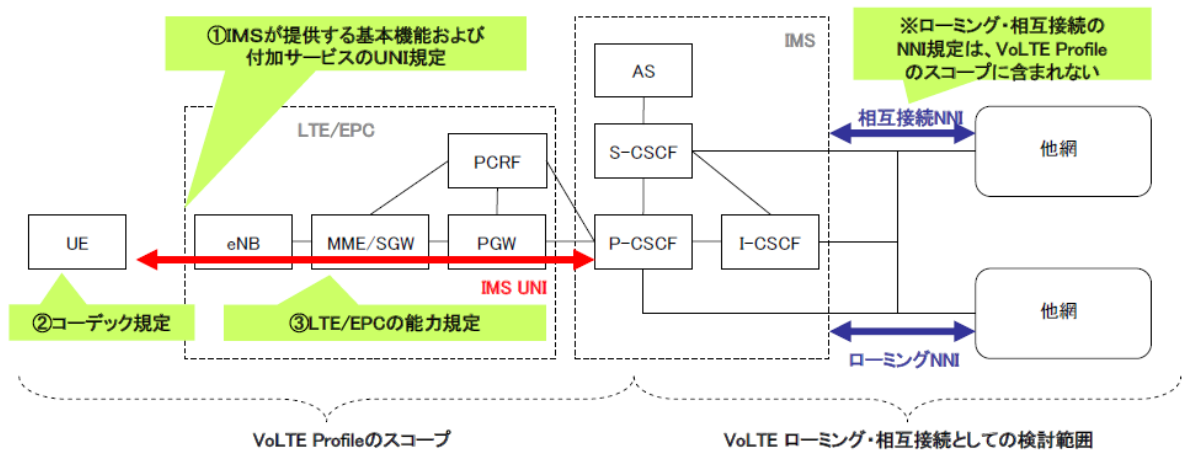 ①IMSが提供する基本機能および
付加サービスのUNI規定
IMS
※ローミング・相互接続の
NNI規定は、VoLTE Profile
のスコープに含まれない
AS
LTE/EPC
相互接続NNI
PCRF
S-CSCF
他網
UE
eNB
MME/SGW
PGW
P-CSCF
I-CSCF
IMS UNI
②コーデック規定
③LTE/EPCの能力規定
他網
ローミングNNI
VoLTE Profileのスコープ
VoLTE ローミング・相互接続としての検討範囲